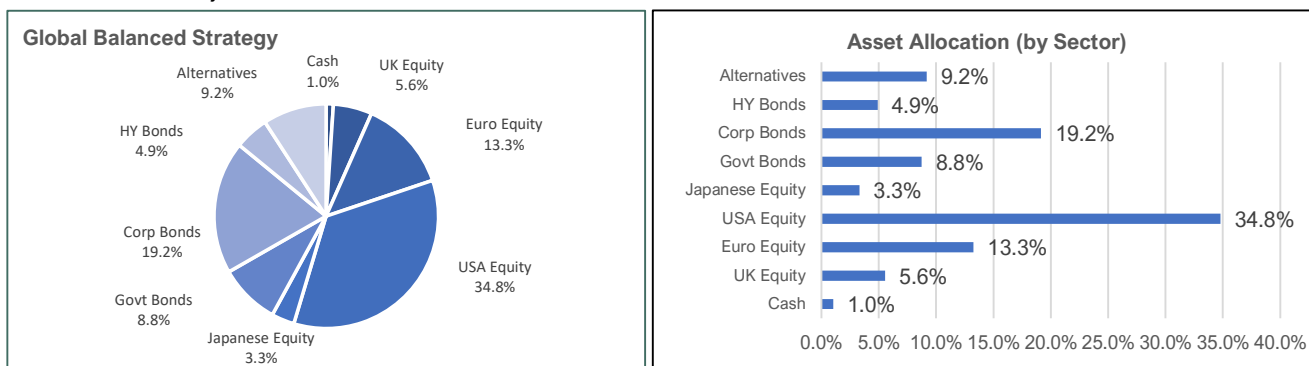 Global Balanced Strategy
Cash
1.0%
UK Equity
5.6%
Euro Equity
13.3%
USA Equity
34.8%
Japanese Equity
3.3%
Govt Bonds
8.8%
Corp Bonds
19.2%
HY Bonds
4.9%
Alternatives
9.2%
Asset Allocation (by Sector)
Alternatives 9.2%
HY Bonds 4.9%
Corp Bonds 19.2%
Govt Bonds 8.8%
Japanese Equity 3.3%
USA Equity 34.8%
Euro Equity 13.3%
UK Equity 5.6%
Cash 1.0%
0.0% 5.0% 10.0% 15.0% 20.0% 25.0% 30.0% 35.0% 40.0%